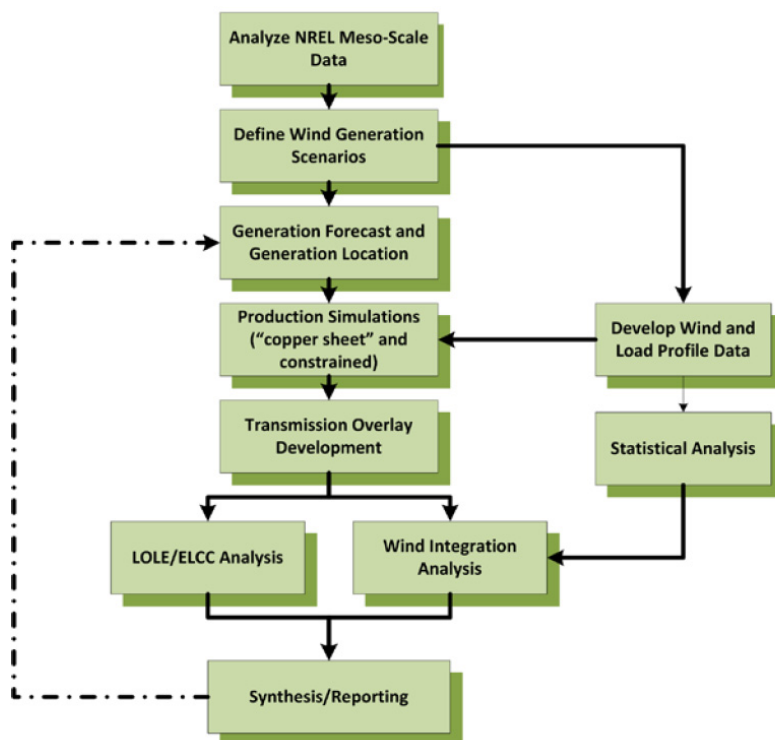 Analyze NREL Meso-Scale
Data
Define Wind Generation
Scenarios
Generation Forecast and
Generation Location
Production Simulations
(“copper sheet” and
constrained)
Develop Wind and
Load Profile Data
Transmission Overlay
Development
Statistical Analysis
LOLE/ELCC Analysis
Wind Integration
Analysis
Synthesis/Reporting